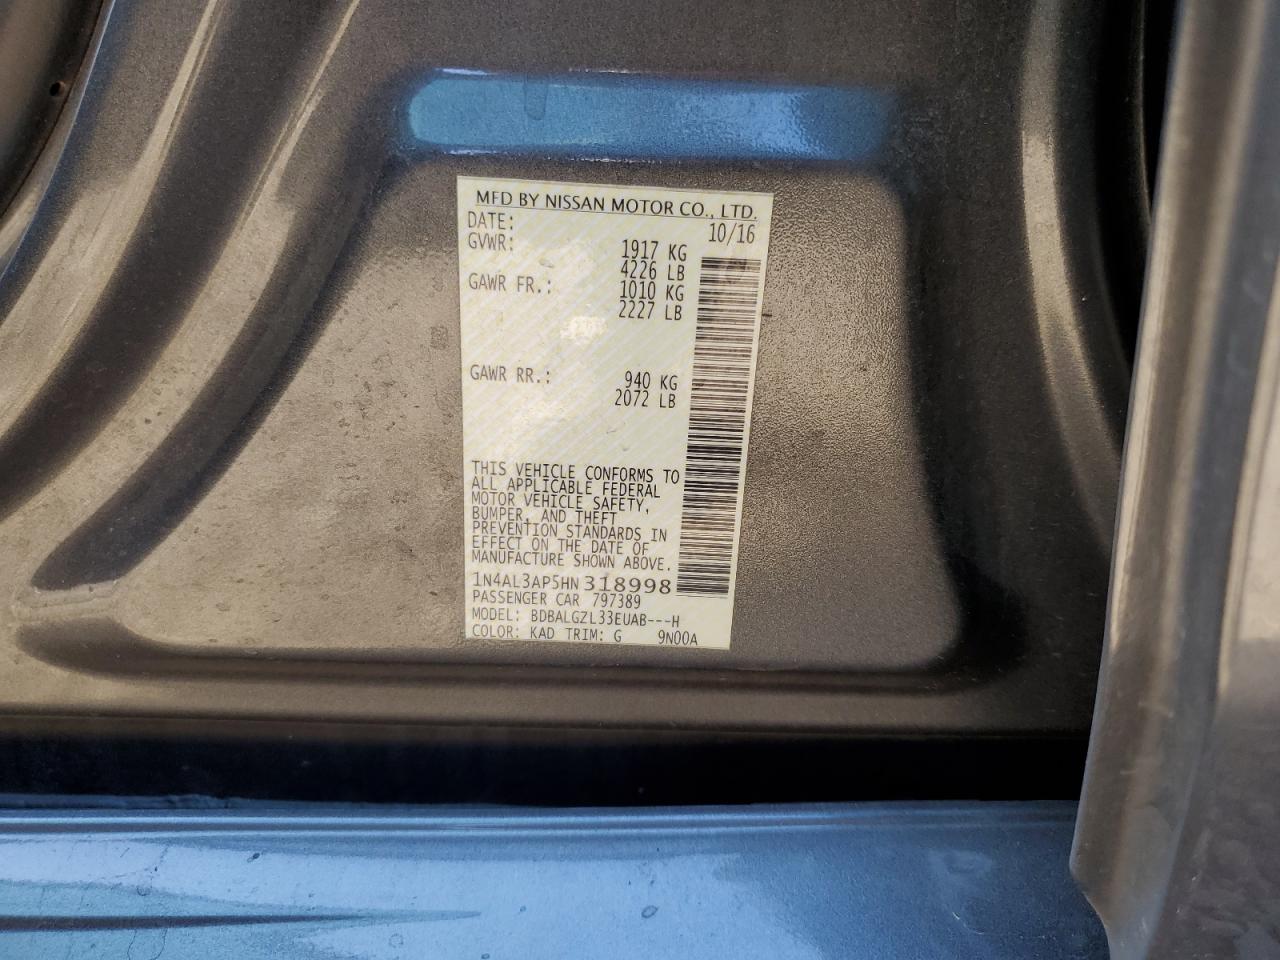 MFD BY NISSAN MOTOR CO., LTD.
DATE: 10/16
GVWR: 1917 KG
4226 LB
GAWR FR.: 1010 KG
2227 LB
GAWR RR.: 940 KG
2072 LB
THIS VEHICLE CONFORMS TO
ALL APPLICABLE FEDERAL
MOTOR VEHICLE SAFETY,
BUMPER, AND THEFT
PREVENTION STANDARDS IN
EFFECT ON THE DATE OF
MANUFACTURE SHOWN ABOVE.
1N4AL3AP5HN318998
PASSENGER CAR 797389
MODEL: BDBALGZL33EUAB---H
COLOR: KAD TRIM: G 9N00A